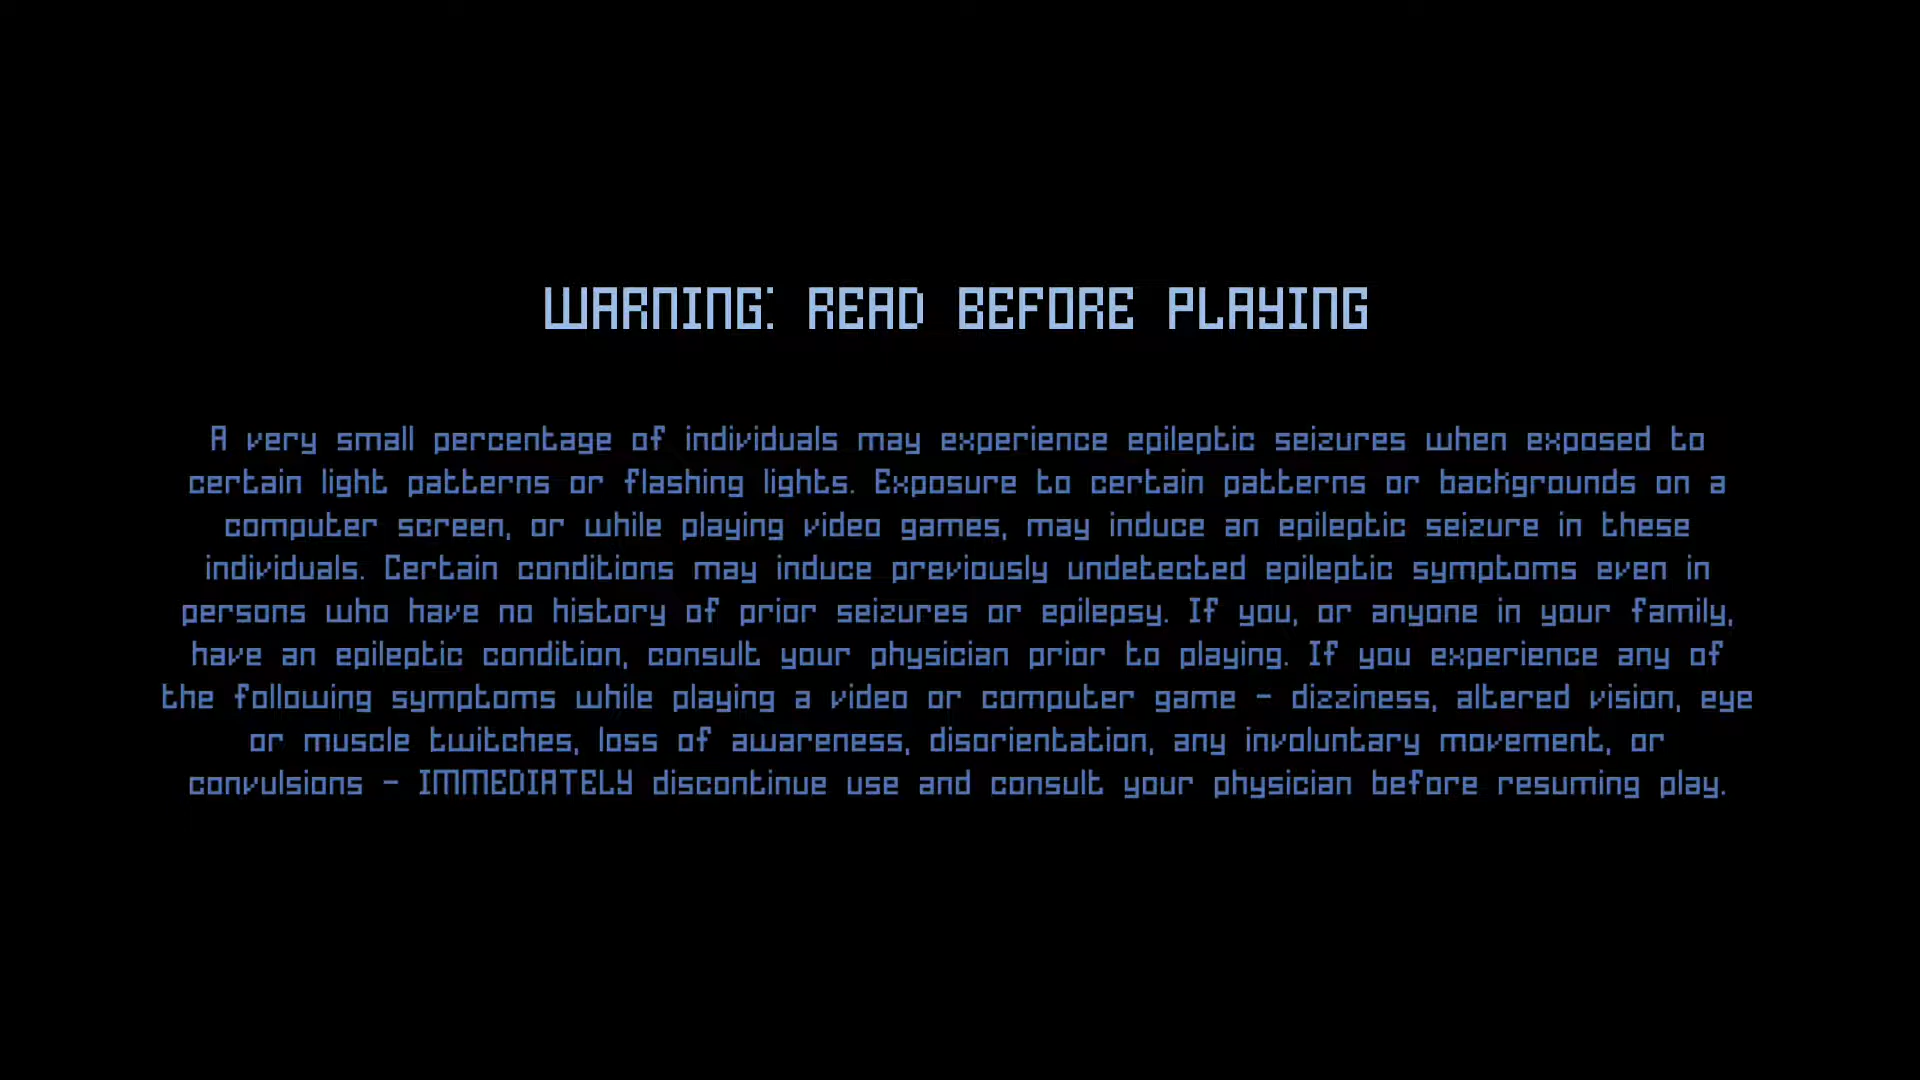 WARNING: READ BEFORE PLAYING
A very small percentage of individuals may experience epileptic seizures when exposed to
certain light patterns or flashing lights. Exposure to certain patterns or backgrounds on a
computer screen, or while playing video games, may induce an epileptic seizure in these
individuals. Certain conditions may induce previously undetected epileptic symptoms even in
persons who have no history of prior seizures or epilepsy. If you, or anyone in your family,
have an epileptic condition, consult your physician prior to playing. If you experience any of
the following symptoms while playing a video or computer game - dizziness, altered vision, eye
or muscle twitches, loss of awareness, disorientation, any involuntary movement, or
convulsions - IMMEDIATELY discontinue use and consult your physician before resuming play.